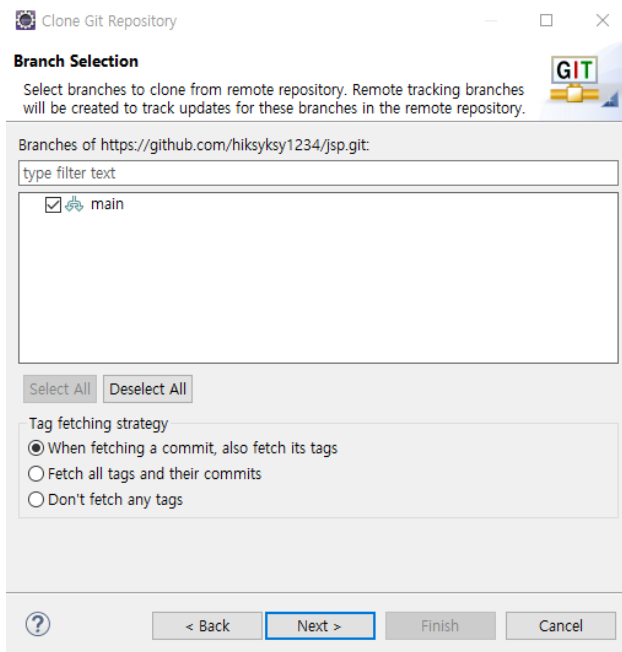 Clone Git Repository
Branch Selection
Select branches to clone from remote repository. Remote tracking branches
will be created to track updates for these branches in the remote repository.
GIT
Branches of https://github.com/hiksyksy1234/jsp.git:
type filter text
main
Select All
Deselect All
Tag fetching strategy
When fetching a commit, also fetch its tags
Fetch all tags and their commits
Don't fetch any tags
?
< Back
Next >
Finish
Cancel